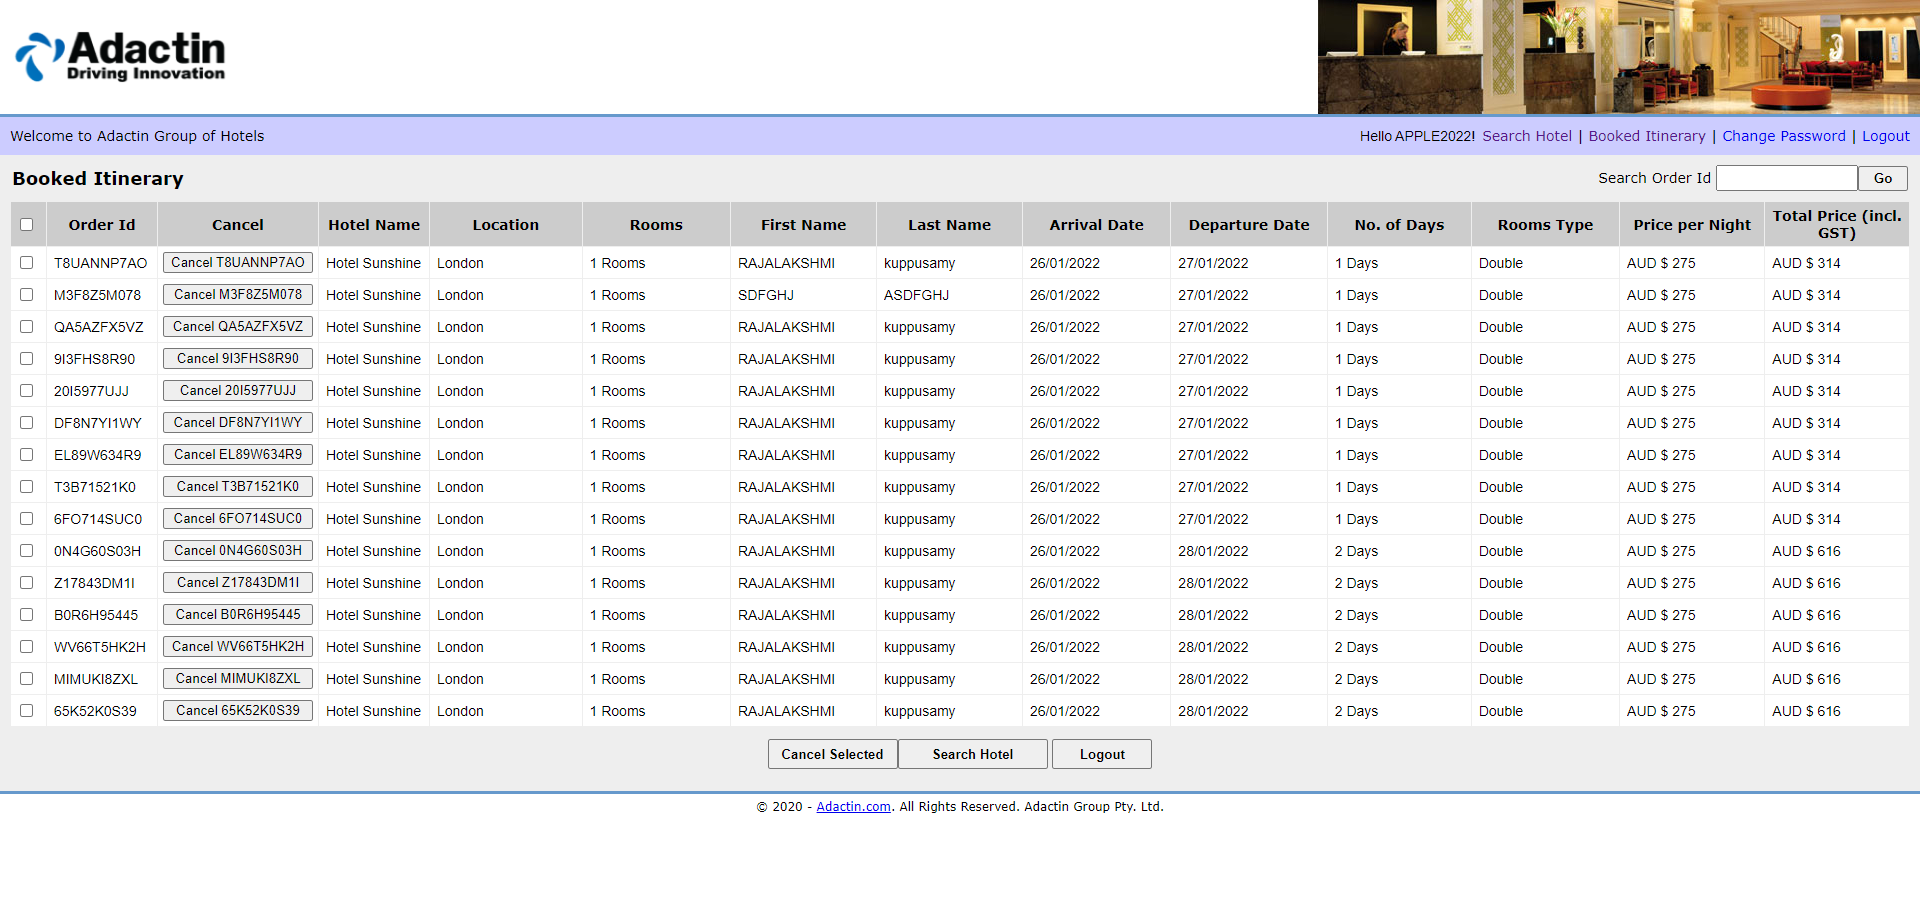 Adactin
Driving Innovation
Welcome to Adactin Group of Hotels
Hello APPLE2022! Search Hotel | Booked Itinerary | Change Password | Logout
Booked Itinerary
Search Order Id Go
Order Id Cancel Hotel Name Location Rooms First Name Last Name Arrival Date Departure Date No. of Days Rooms Type Price per Night Total Price (incl. GST)
T8UANNP7AO Cancel T8UANNP7AO Hotel Sunshine London 1 Rooms RAJALAKSHMI kuppusamy 26/01/2022 27/01/2022 1 Days Double AUD $ 275 AUD $ 314
M3F8Z5M078 Cancel M3F8Z5M078 Hotel Sunshine London 1 Rooms SDFGHJ ASDFGHJ 26/01/2022 27/01/2022 1 Days Double AUD $ 275 AUD $ 314
QA5AZFX5VZ Cancel QA5AZFX5VZ Hotel Sunshine London 1 Rooms RAJALAKSHMI kuppusamy 26/01/2022 27/01/2022 1 Days Double AUD $ 275 AUD $ 314
9I3FHS8R90 Cancel 9I3FHS8R90 Hotel Sunshine London 1 Rooms RAJALAKSHMI kuppusamy 26/01/2022 27/01/2022 1 Days Double AUD $ 275 AUD $ 314
20I5977UJJ Cancel 20I5977UJJ Hotel Sunshine London 1 Rooms RAJALAKSHMI kuppusamy 26/01/2022 27/01/2022 1 Days Double AUD $ 275 AUD $ 314
DF8N7YI1WY Cancel DF8N7YI1WY Hotel Sunshine London 1 Rooms RAJALAKSHMI kuppusamy 26/01/2022 27/01/2022 1 Days Double AUD $ 275 AUD $ 314
EL89W634R9 Cancel EL89W634R9 Hotel Sunshine London 1 Rooms RAJALAKSHMI kuppusamy 26/01/2022 27/01/2022 1 Days Double AUD $ 275 AUD $ 314
T3B71521K0 Cancel T3B71521K0 Hotel Sunshine London 1 Rooms RAJALAKSHMI kuppusamy 26/01/2022 27/01/2022 1 Days Double AUD $ 275 AUD $ 314
6FO714SUC0 Cancel 6FO714SUC0 Hotel Sunshine London 1 Rooms RAJALAKSHMI kuppusamy 26/01/2022 27/01/2022 1 Days Double AUD $ 275 AUD $ 314
0N4G60S03H Cancel 0N4G60S03H Hotel Sunshine London 1 Rooms RAJALAKSHMI kuppusamy 26/01/2022 28/01/2022 2 Days Double AUD $ 275 AUD $ 616
Z17843DM1I Cancel Z17843DM1I Hotel Sunshine London 1 Rooms RAJALAKSHMI kuppusamy 26/01/2022 28/01/2022 2 Days Double AUD $ 275 AUD $ 616
B0R6H95445 Cancel B0R6H95445 Hotel Sunshine London 1 Rooms RAJALAKSHMI kuppusamy 26/01/2022 28/01/2022 2 Days Double AUD $ 275 AUD $ 616
WV66T5HK2H Cancel WV66T5HK2H Hotel Sunshine London 1 Rooms RAJALAKSHMI kuppusamy 26/01/2022 28/01/2022 2 Days Double AUD $ 275 AUD $ 616
MIMUKI8ZXL Cancel MIMUKI8ZXL Hotel Sunshine London 1 Rooms RAJALAKSHMI kuppusamy 26/01/2022 28/01/2022 2 Days Double AUD $ 275 AUD $ 616
65K52K0S39 Cancel 65K52K0S39 Hotel Sunshine London 1 Rooms RAJALAKSHMI kuppusamy 26/01/2022 28/01/2022 2 Days Double AUD $ 275 AUD $ 616
Cancel Selected Search Hotel Logout
© 2020 - Adactin.com. All Rights Reserved. Adactin Group Pty. Ltd.